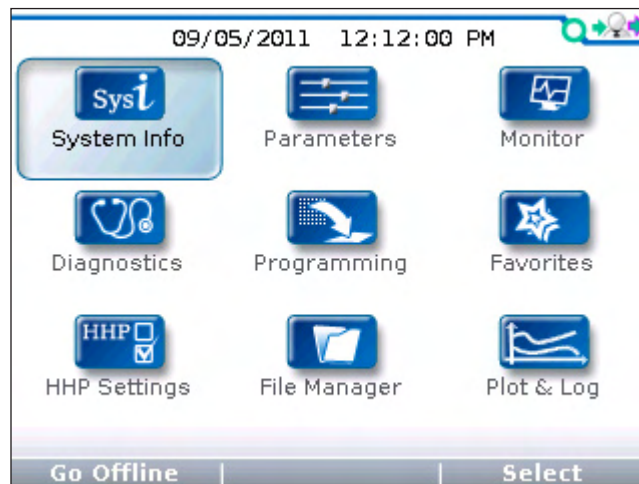 09/05/2011 12:12:00 PM
Sysi
System Info
Parameters
Monitor
Diagnostics
Programming
Favorites
HHP
HHP Settings
File Manager
Plot & Log
Go Offline | | Select